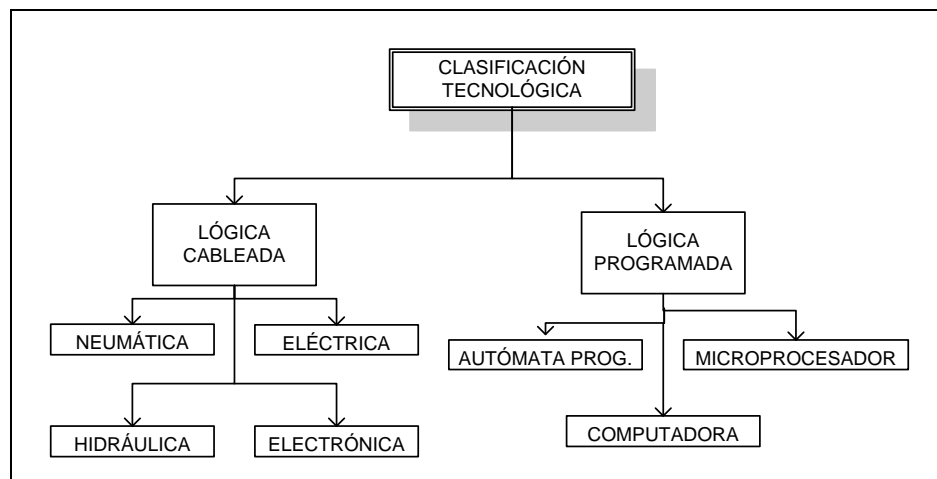 CLASIFICACIÓN
TECNOLÓGICA
LÓGICA
CABLEADA
LÓGICA
PROGRAMADA
NEUMÁTICA
ELÉCTRICA
AUTÓMATA PROG.
MICROPROCESADOR
HIDRÁULICA
ELECTRÓNICA
COMPUTADORA